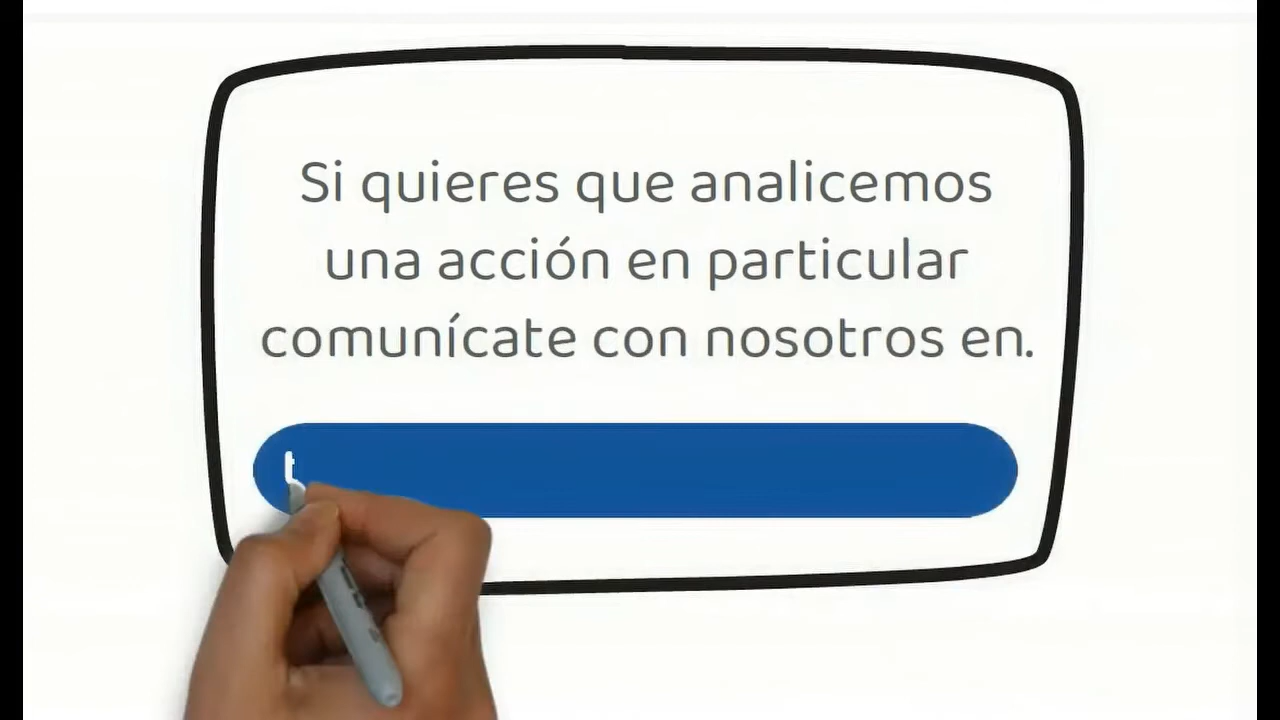 Si quieres que analicemos
una acción en particular
comunícate con nosotros en.
t